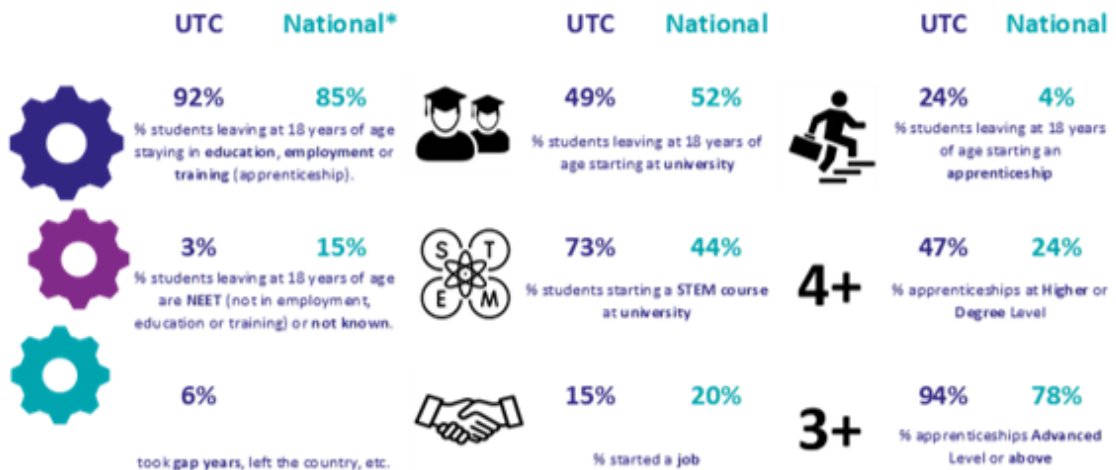 UTC National*
92% 85%
% students leaving at 18 years of age
staying in education, employment or
training (apprenticeship).
3% 15%
% students leaving at 18 years of age
are NEET (not in employment,
education or training) or not known.
6%
took gap years, left the country, etc.
UTC National
49% 52%
% students leaving at 18 years of
age starting at university
S T
E M
73% 44%
% students starting a STEM course
at university
15% 20%
% started a job
UTC National
24% 4%
% students leaving at 18 years
of age starting an
apprenticeship
4+
47% 24%
% apprenticeships at Higher or
Degree Level
3+
94% 78%
% apprenticeships Advanced
Level or above